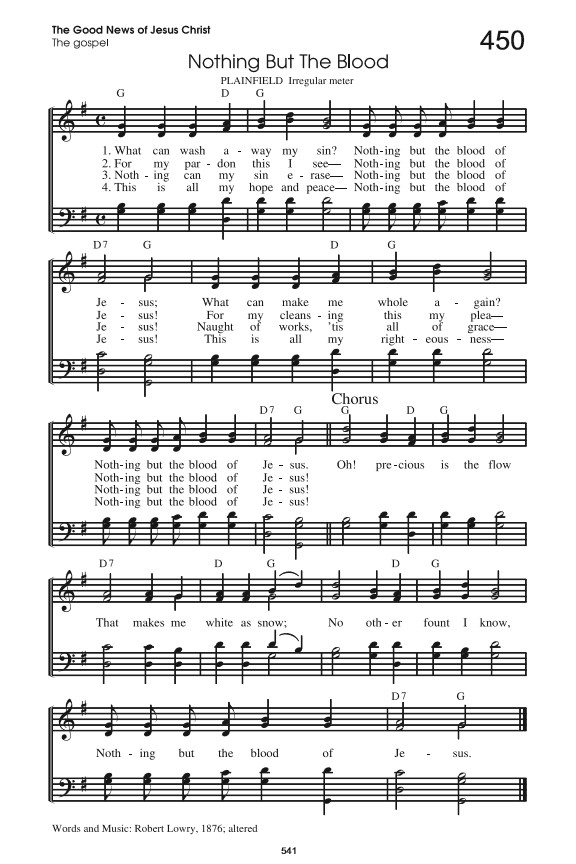 The Good News of Jesus Christ
The gospel
450
Nothing But The Blood
PLAINFIELD Irregular meter
G D G
1. What can wash a - way my sin? Noth-ing but the blood of
2. For my par - don this I see— Noth-ing but the blood of
3. Noth - ing can my sin e - rase— Noth-ing but the blood of
4. This is all my hope and peace— Noth-ing but the blood of
D7 G D G
Je - sus; What can make me whole a - gain?
Je - sus! For my cleans - ing this my plea—
Je - sus! Naught of works, 'tis all of grace—
Je - sus! This is all my right - eous - ness—
Chorus
D7 G G D G
Noth-ing but the blood of Je - sus. Oh! pre-cious is the flow
Noth-ing but the blood of Je - sus!
Noth-ing but the blood of Je - sus!
Noth-ing but the blood of Je - sus!
D7 D G D G
That makes me white as snow; No oth-er fount I know,
D7 G
Noth - ing but the blood of Je - sus.
Words and Music: Robert Lowry, 1876; altered
541